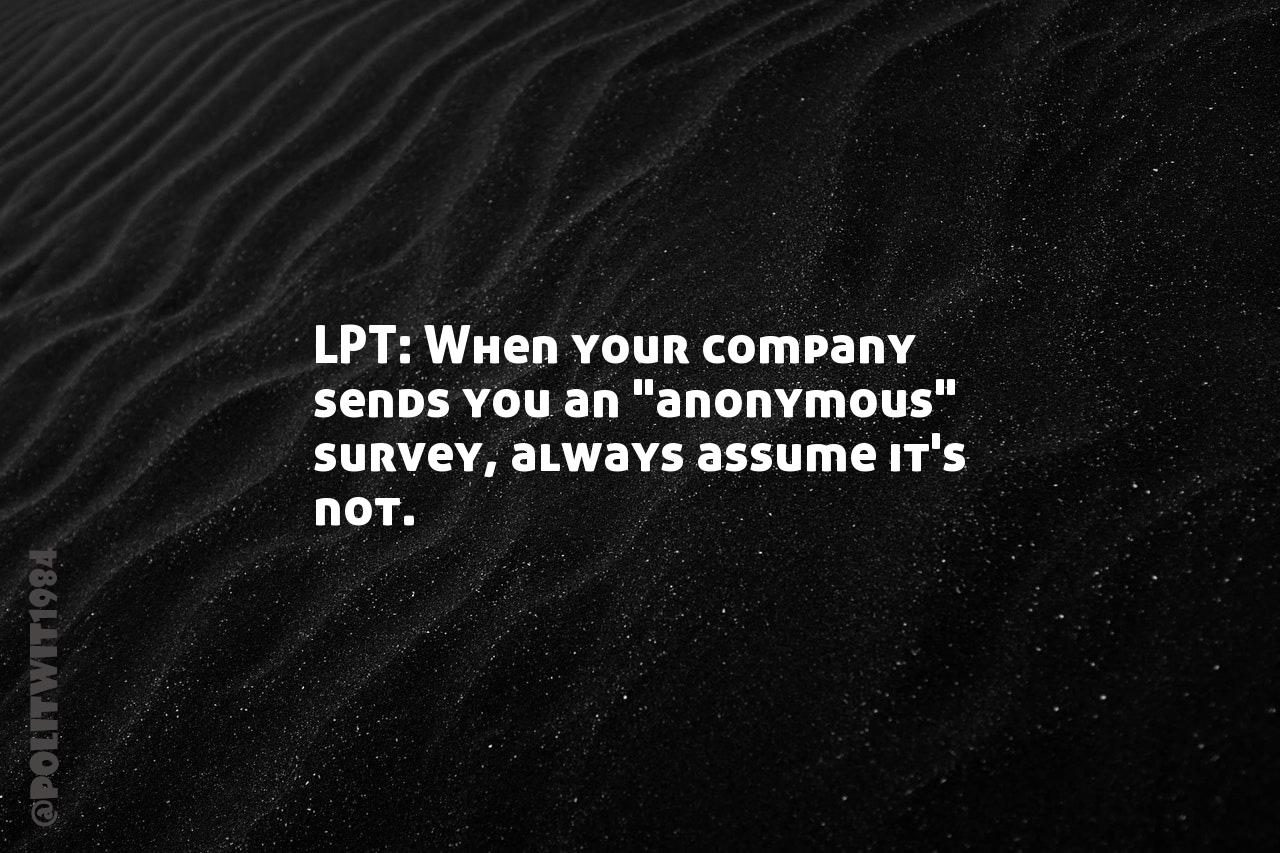 LPT: When your company
sends you an "anonymous"
survey, always assume it's
not.
@POLITWIT1984